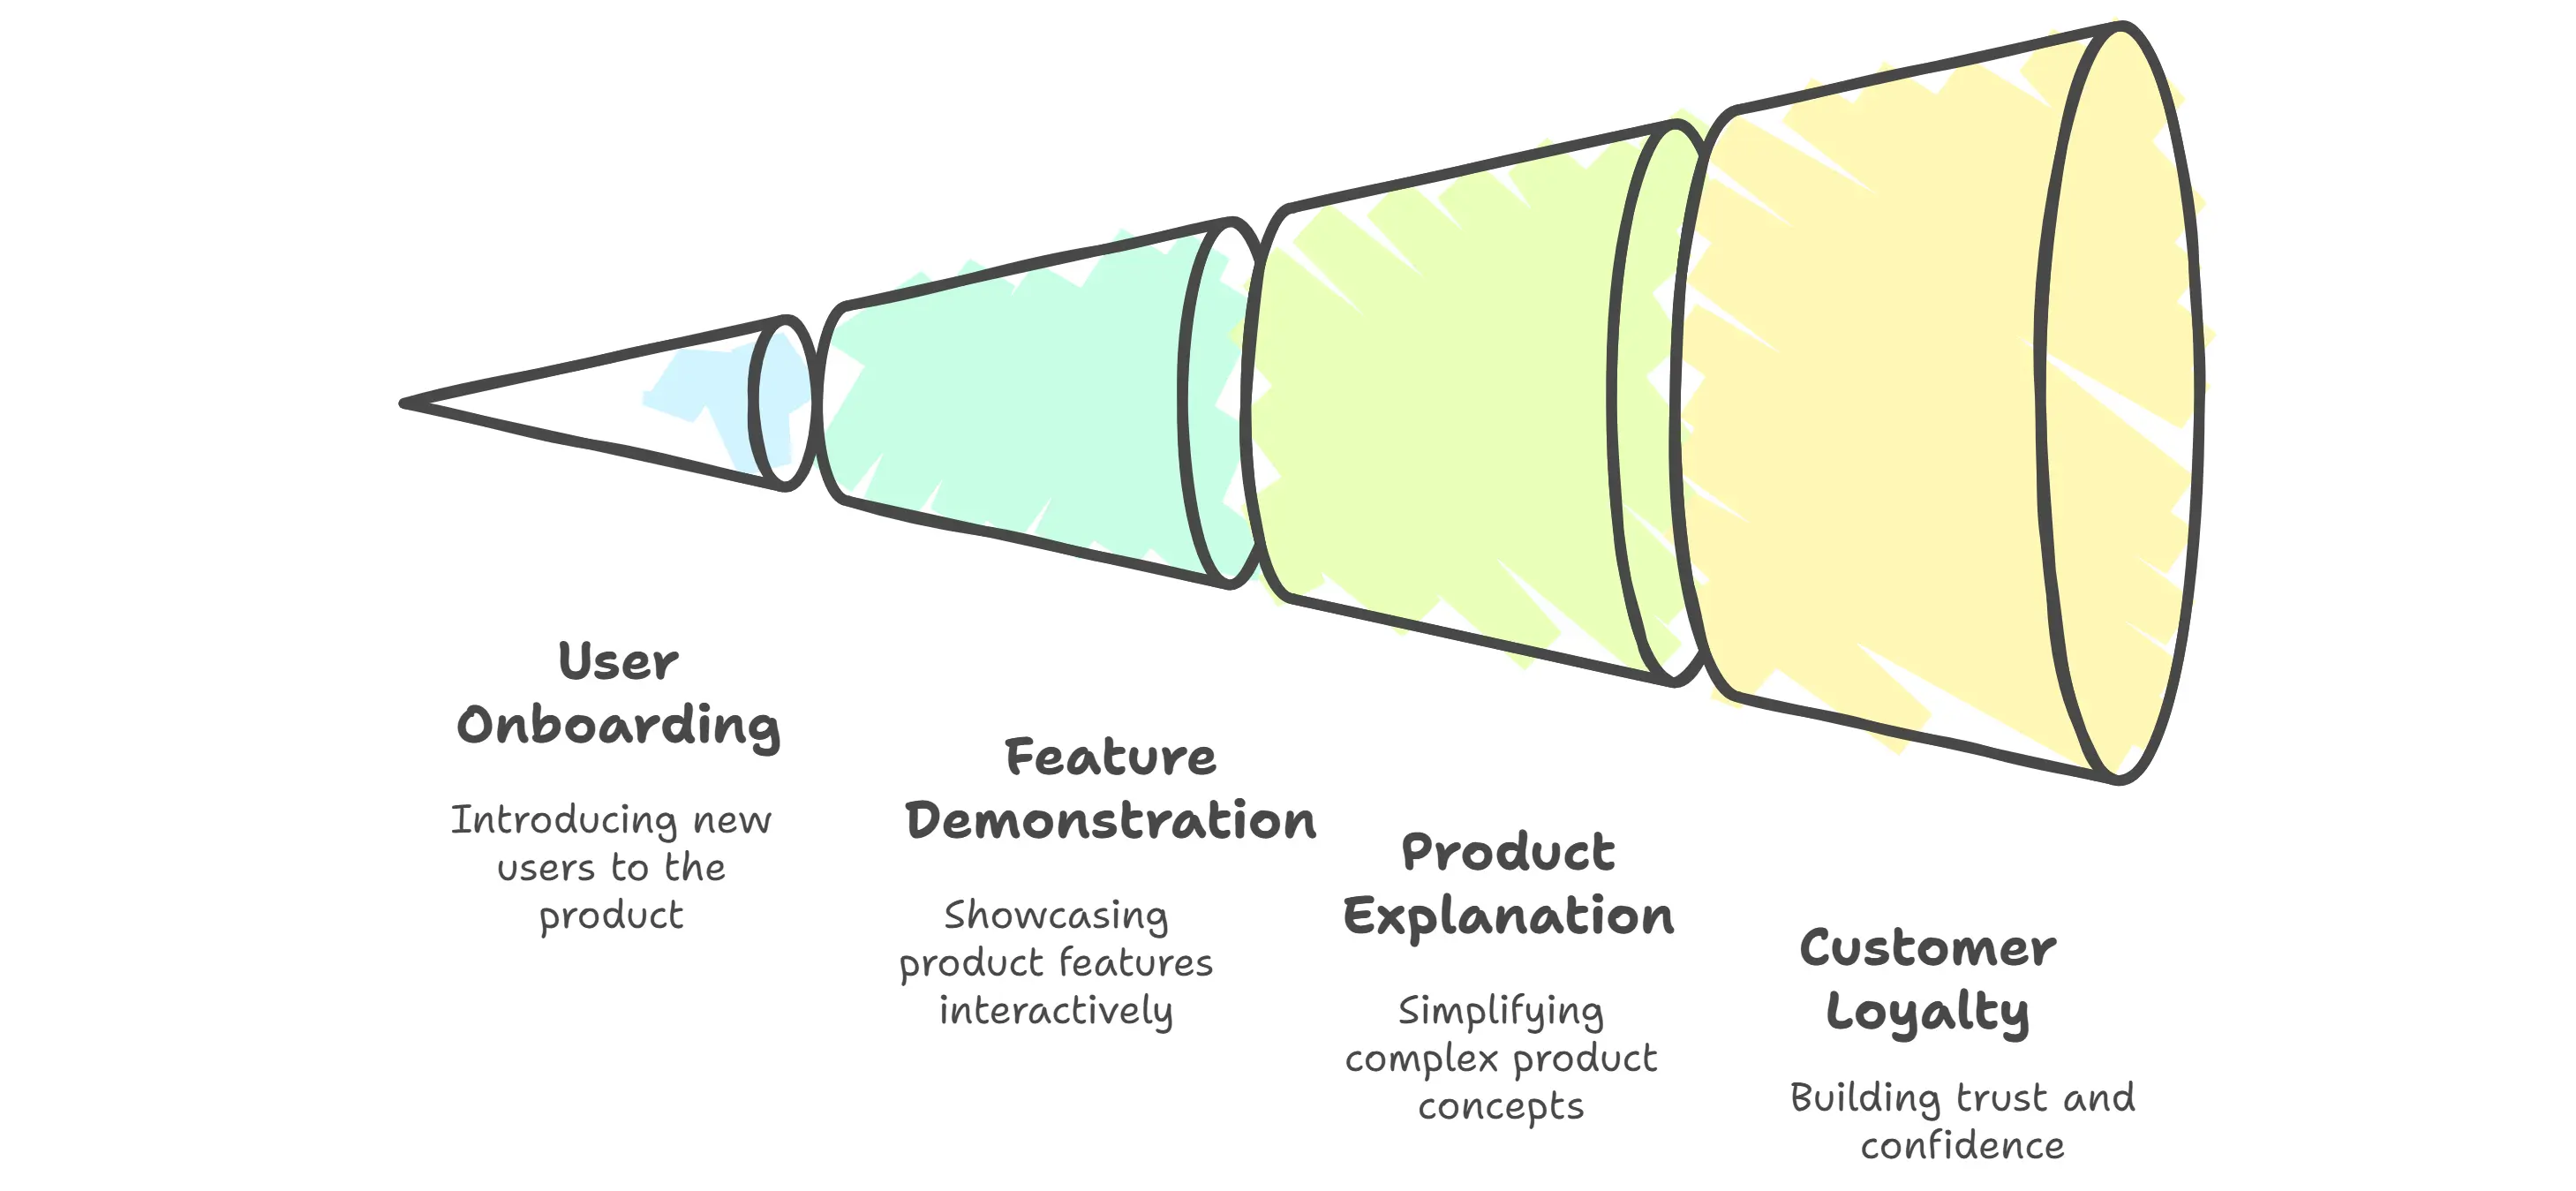 User
Onboarding
Introducing new
users to the
product
Feature
Demonstration
Showcasing
product features
interactively
Product
Explanation
Simplifying
complex product
concepts
Customer
Loyalty
Building trust and
confidence